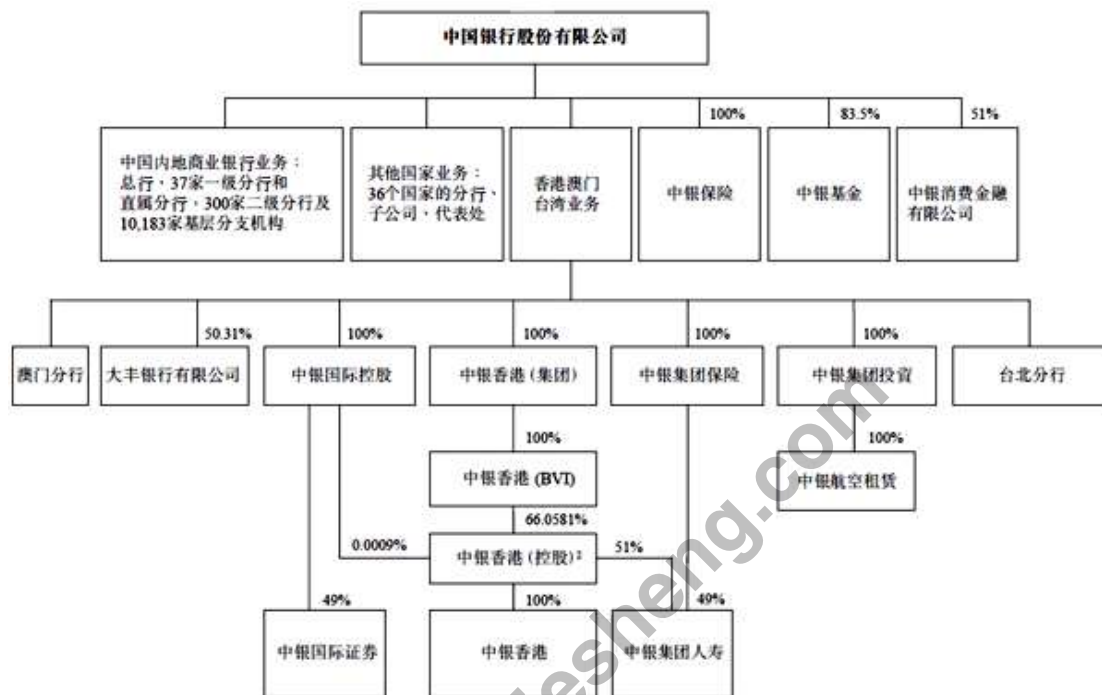 中国银行股份有限公司
100%
83.5%
51%
中国内地商业银行业务：
总行、37家一级分行和
直属分行、300家二级分行及
10,183家基层分支机构
其他国家业务：
36个国家的分行、
子公司、代表处
香港澳门
台湾业务
中银保险
中银基金
中银消费金融
有限公司
50.31%
100%
100%
100%
100%
澳门分行
大丰银行有限公司
中银国际控股
中银香港（集团）
中银集团保险
中银集团投资
台北分行
100%
100%
中银香港 (BVI)
中银航空租赁
66.0581%
0.0009%
中银香港（控股）²
51%
49%
100%
49%
中银国际证券
中银香港
中银集团人寿